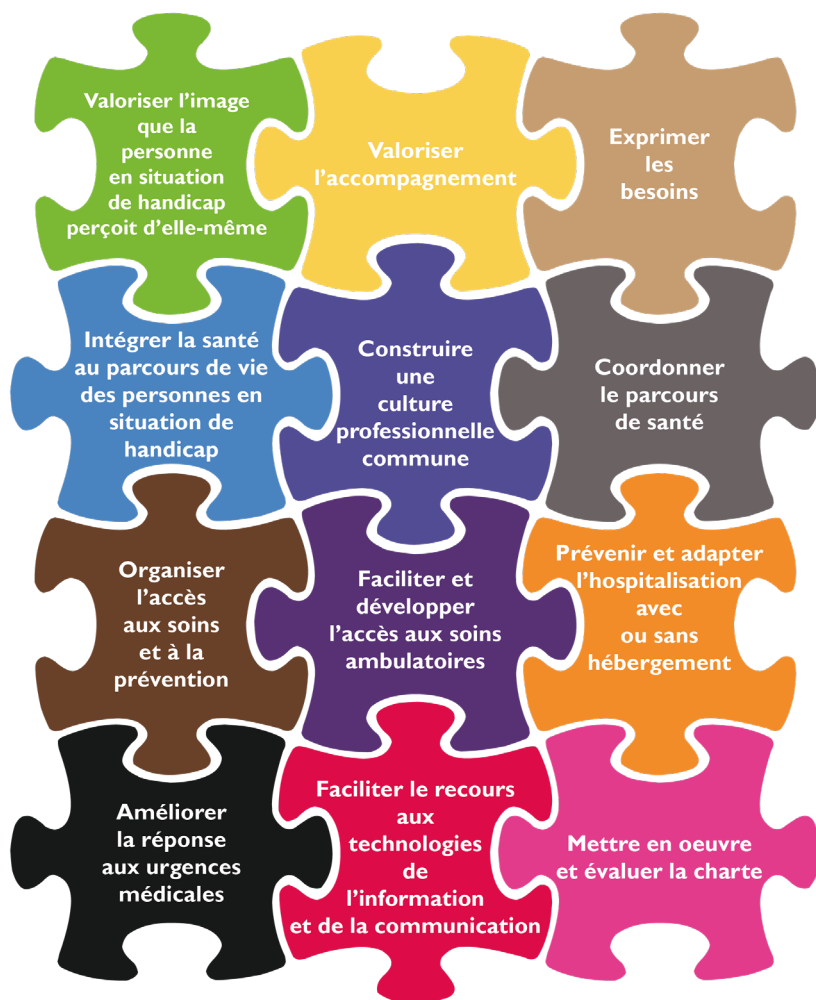 Valoriser l'image
que la
personne
en situation
de handicap
perçoit d'elle-même
Valoriser
l'accompagnement
Exprimer
les
besoins
Intégrer la santé
au parcours de vie
des personnes en
situation de
handicap
Construire
une
culture
professionnelle
commune
Coordonner
le parcours
de santé
Organiser
l'accès
aux soins
et à la
prévention
Faciliter et
développer
l'accès aux soins
ambulatoires
Prévenir et adapter
l'hospitalisation
avec
ou sans
hébergement
Améliorer
la réponse
aux urgences
médicales
Faciliter le recours
aux
technologies
de
l'information
et de la communication
Mettre en oeuvre
et évaluer la charte